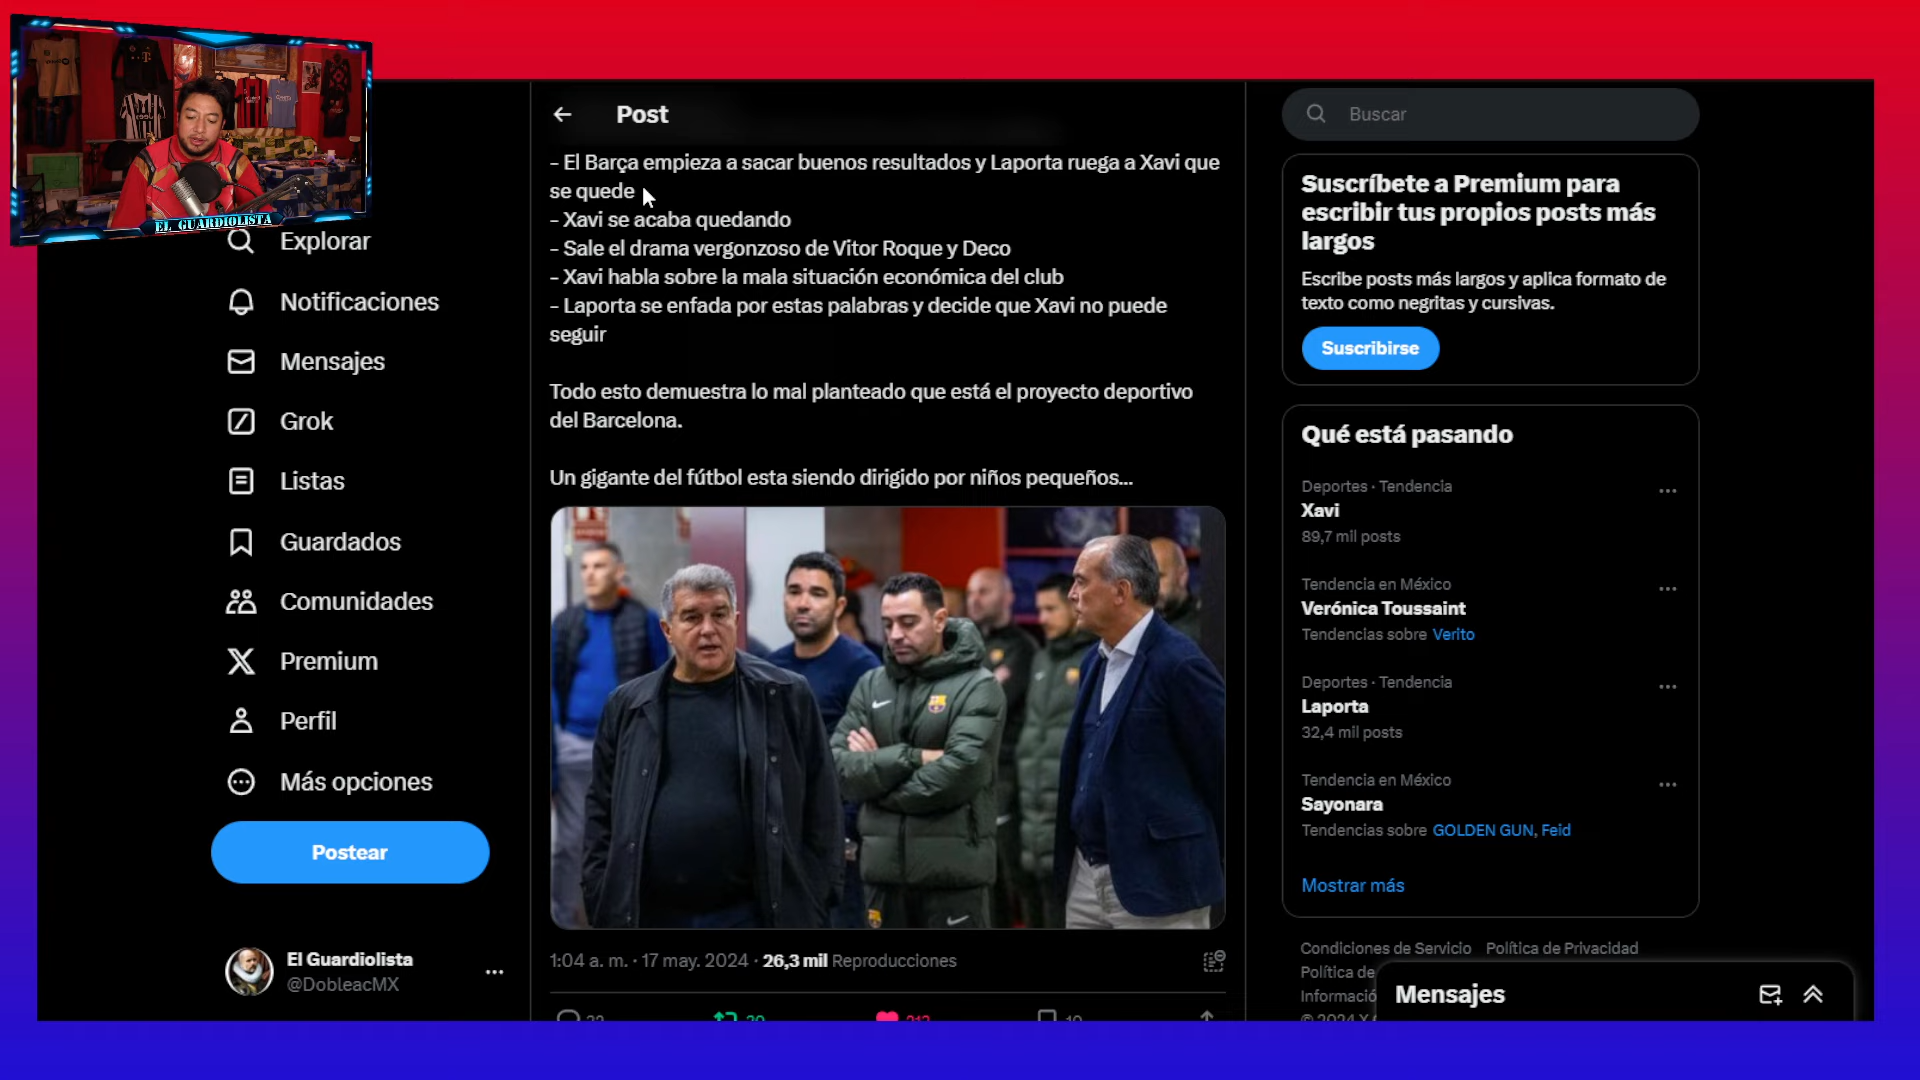 EL GUARDIOLISTA
Explorar
Notificaciones
Mensajes
Grok
Listas
Guardados
Comunidades
Premium
Perfil
Más opciones
Postear
El Guardiolista
@DobleacMX
Post
- El Barça empieza a sacar buenos resultados y Laporta ruega a Xavi que
se quede
- Xavi se acaba quedando
- Sale el drama vergonzoso de Vitor Roque y Deco
- Xavi habla sobre la mala situación económica del club
- Laporta se enfada por estas palabras y decide que Xavi no puede
seguir
Todo esto demuestra lo mal planteado que está el proyecto deportivo
del Barcelona.
Un gigante del fútbol esta siendo dirigido por niños pequeños...
1:04 a. m. · 17 may. 2024 · 26,3 mil Reproducciones
Buscar
Suscríbete a Premium para
escribir tus propios posts más
largos
Escribe posts más largos y aplica formato de
texto como negritas y cursivas.
Suscribirse
Qué está pasando
Deportes · Tendencia
Xavi
89,7 mil posts
Tendencia en México
Verónica Toussaint
Tendencias sobre Verito
Deportes · Tendencia
Laporta
32,4 mil posts
Tendencia en México
Sayonara
Tendencias sobre GOLDEN GUN, Feid
Mostrar más
Condiciones de Servicio Política de Privacidad
Política de
Informació
Mensajes